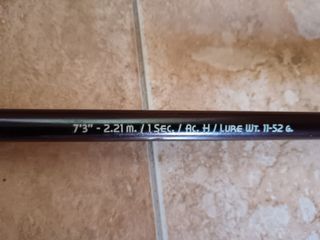 7'3" - 2.21 m. / 1 Sec. / Ac. H / Lure Wt. 11-52 g.